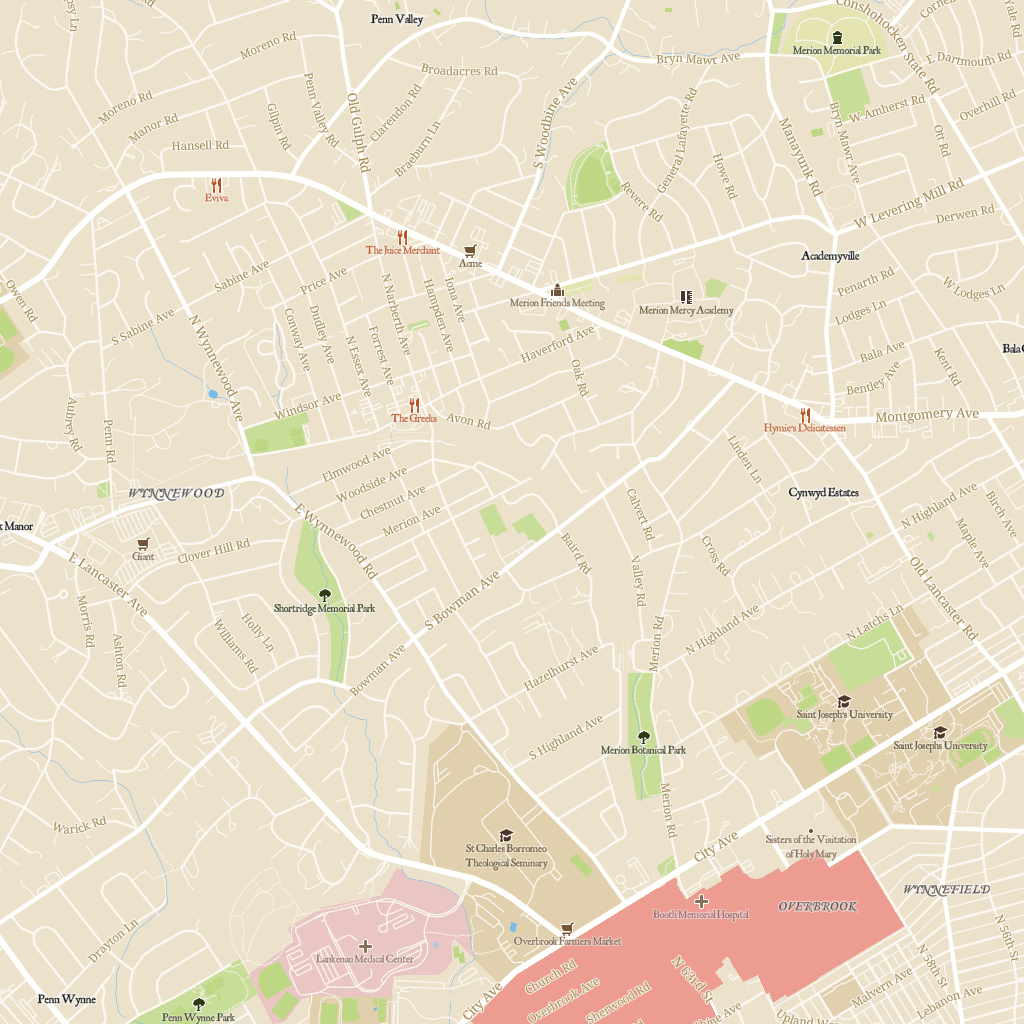 Penn Valley
Conshohocken State Rd
Moreno Rd
Merion Memorial Park
Bryn Mawr Ave
E Dartmouth Rd
Broadacres Rd
Penn Valley Rd
Old Gulph Rd
Clarendon Rd
Moreno Rd
Manor Rd
Gilpin Rd
S Woodbine Ave
General Lafayette Rd
W Amherst Rd
Overhill Rd
Bryn Mawr Ave
Ott Rd
Manayunk Rd
Hansell Rd
Braeburn Ln
Howe Rd
Revere Rd
Eviva
W Levering Mill Rd
Derwen Rd
The Juice Merchant
Acme
Academyville
Sabine Ave
Price Ave
N Narberth Ave
Hampden Ave
Iona Ave
Merion Friends Meeting
Merion Mercy Academy
Penarth Rd
W Lodges Ln
Lodges Ln
Owen Rd
S Sabine Ave
Conway Ave
Dudley Ave
N Essex Ave
Forrest Ave
Haverford Ave
Bala Ave
Kent Rd
N Wynnewood Ave
Oak Rd
Bentley Ave
Windsor Ave
The Greeks
Avon Rd
Hymie's Delicatessen
Montgomery Ave
Aubrey Rd
Penn Rd
Elmwood Ave
Woodside Ave
Chestnut Ave
Merion Ave
Linden Ln
WYNNEWOOD
Cynwyd Estates
N Highland Ave
Birch Ave
Maple Ave
Calvert Rd
E Wynnewood Rd
Baird Rd
Cross Rd
Giant
Clover Hill Rd
E Lancaster Ave
Valley Rd
Old Lancaster Rd
Shortridge Memorial Park
S Bowman Ave
Morris Rd
Ashton Rd
Williams Rd
Holly Ln
Merion Rd
N Highland Ave
N Latchs Ln
Bowman Ave
Hazelhurst Ave
Saint Joseph's University
Saint Joseph's University
S Highland Ave
Merion Botanical Park
Merion Rd
Warick Rd
St Charles Borromeo
Theological Seminary
City Ave
Sisters of the Visitation
of Holy Mary
WYNNEFIELD
OVERBROOK
Booth Memorial Hospital
Drayton Ln
Lankenau Medical Center
Overbrook Farmers Market
N 56th St
N 58th St
Church Rd
Overbrook Ave
Sherwood Rd
N 63rd St
Malvern Ave
Lebanon Ave
City Ave
Penn Wynne
Penn Wynne Park